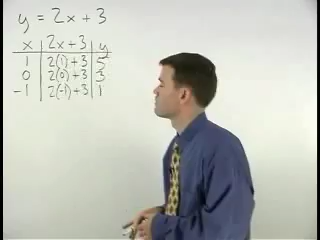 y = 2x + 3
x 2x+3 y
1 2(1)+3 5
0 2(0)+3 3
-1 2(-1)+3 1